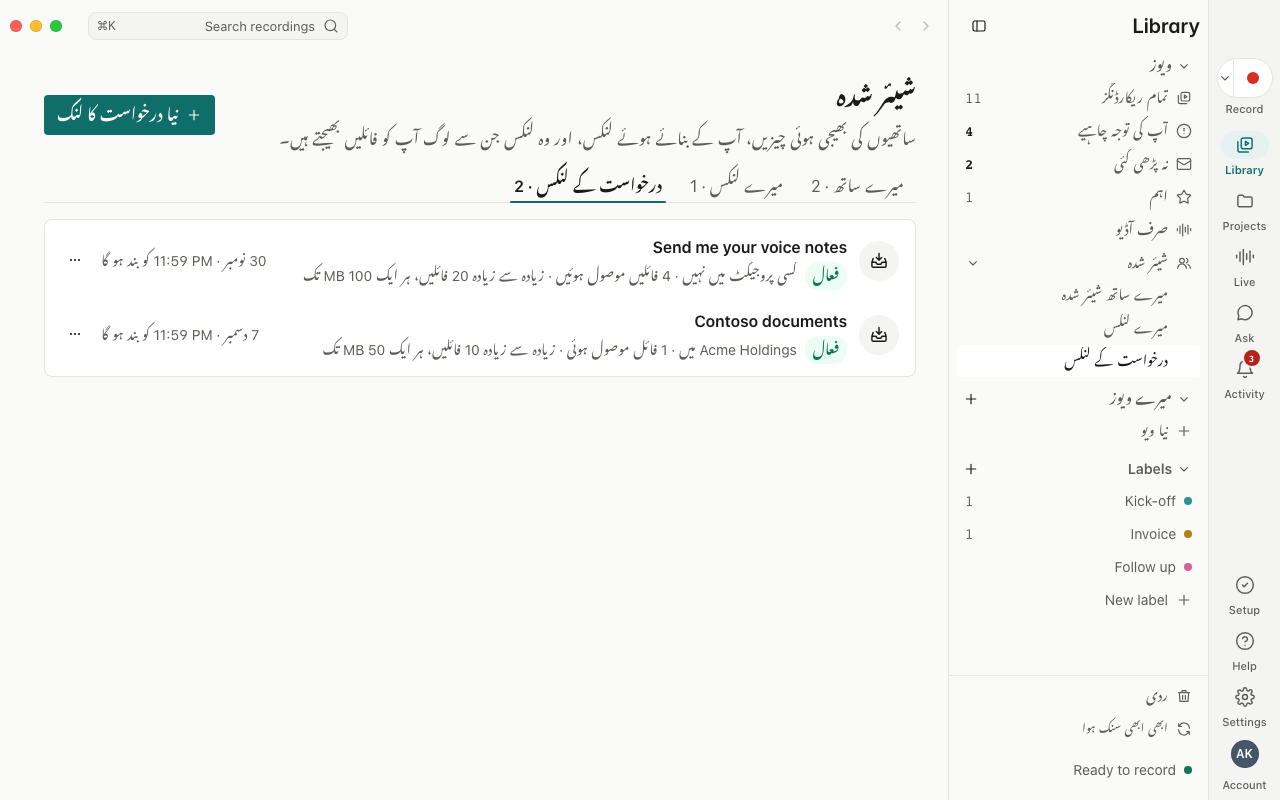 ⌘K
Search recordings
Library
شیئر شدہ
نیا درخواست کا لنک
ساتھیوں کی بھیجی ہوئی چیزیں، آپ کے بنائے ہوئے لنکس، اور وہ لنکس جن سے لوگ آپ کو فائلیں بھیجتے ہیں۔
میرے ساتھ · 2
میرے لنکس · 1
درخواست کے لنکس · 2
Send me your voice notes
فعال
کسی پروجیکٹ میں نہیں · 4 فائلیں موصول ہوئیں · زیادہ سے زیادہ 20 فائلیں، ہر ایک 100 MB تک
30 نومبر · 11:59 PM کو بند ہو گا
Contoso documents
فعال
Acme Holdings میں · 1 فائل موصول ہوئی · زیادہ سے زیادہ 10 فائلیں، ہر ایک 50 MB تک
7 دسمبر · 11:59 PM کو بند ہو گا
ویوز
تمام ریکارڈنگز 11
آپ کی توجہ چاہیے 4
نہ پڑھی گئی 2
اہم 1
صرف آڈیو
شیئر شدہ
میرے ساتھ شیئر شدہ
میرے لنکس
درخواست کے لنکس
میرے ویوز
نیا ویو
Labels
Kick-off 1
Invoice 1
Follow up
New label
ردی
ابھی ابھی سنک ہوا
Ready to record
Record
Library
Projects
Live
Ask
3
Activity
Setup
Help
Settings
AK
Account